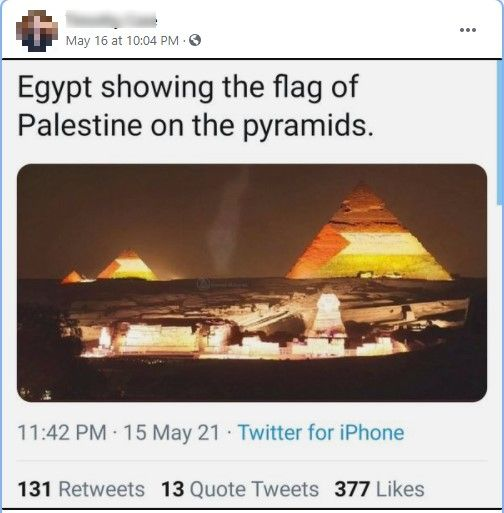 May 16 at 10:04 PM ·
Egypt showing the flag of
Palestine on the pyramids.
11:42 PM · 15 May 21 · Twitter for iPhone
131 Retweets 13 Quote Tweets 377 Likes